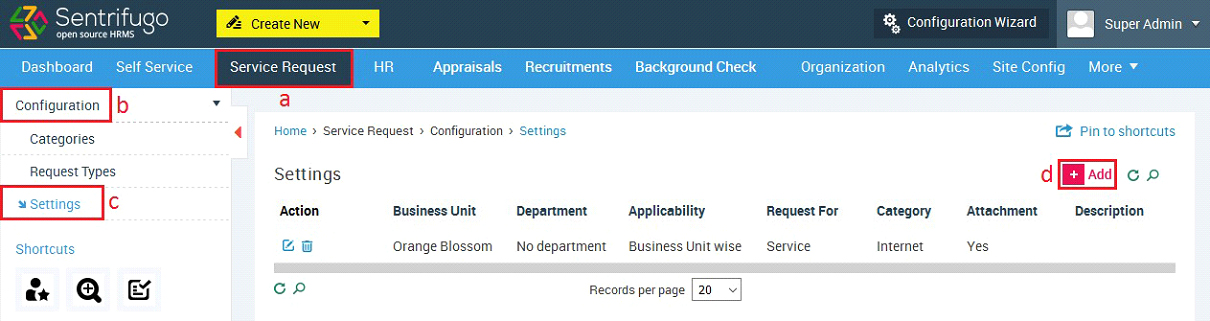 Sentrifugo
open source HRMS
Create New
Configuration Wizard
Super Admin
Dashboard Self Service Service Request HR Appraisals Recruitments Background Check Organization Analytics Site Config More
a
Configuration b
Categories
Request Types
Settings c
Shortcuts
Home › Service Request › Configuration › Settings
Pin to shortcuts
Settings
d + Add
Action Business Unit Department Applicability Request For Category Attachment Description
Orange Blossom No department Business Unit wise Service Internet Yes
Records per page 20